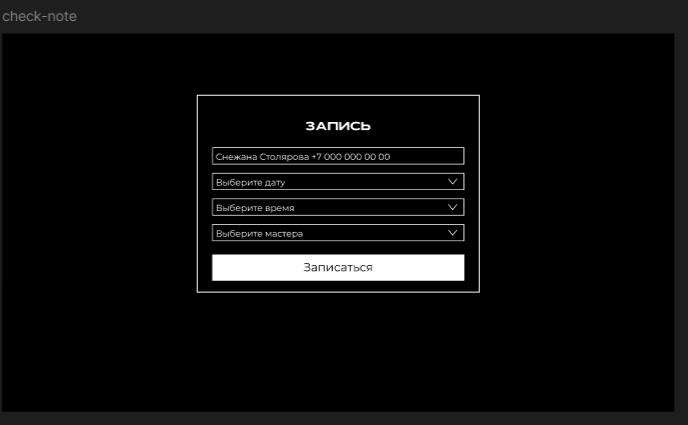 check-note
ЗАПИСЬ
Снежана Столярова +7 000 000 00 00
Выберите дату
Выберите время
Выберите мастера
Записаться